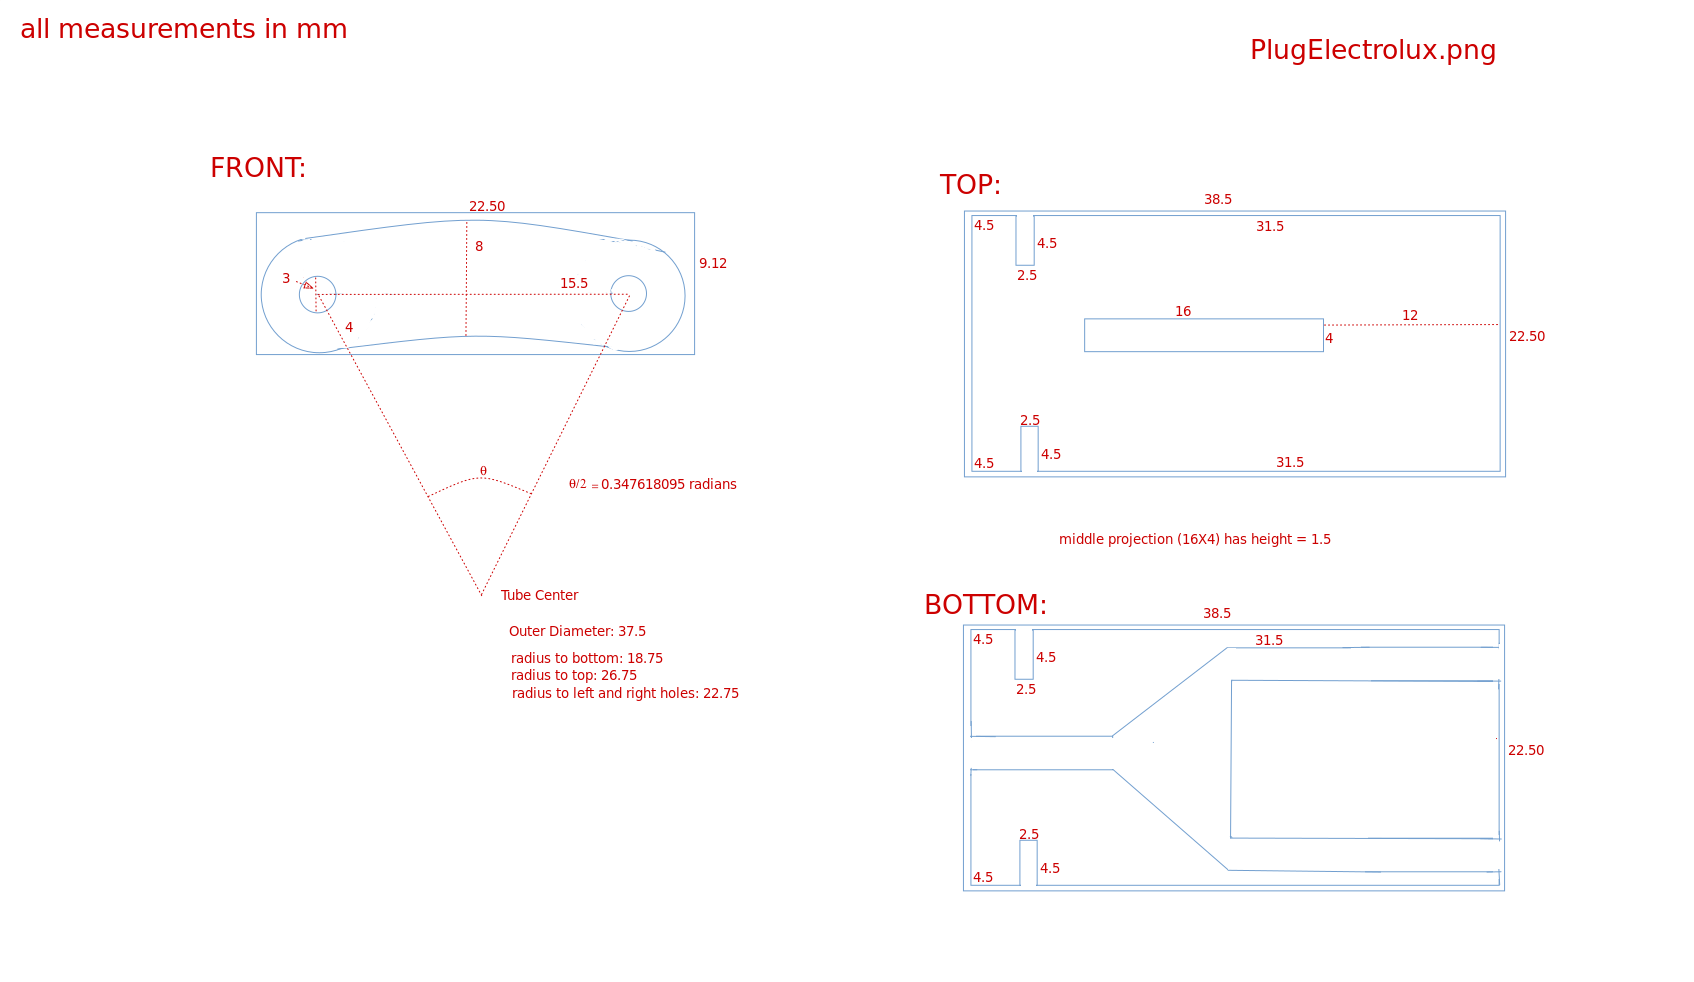 all measurements in mm
PlugElectrolux.png
FRONT:
22.50
8
9.12
3
15.5
4
θ
θ/2 = 0.347618095 radians
Tube Center
Outer Diameter: 37.5
radius to bottom: 18.75
radius to top: 26.75
radius to left and right holes: 22.75
TOP:
38.5
4.5
31.5
4.5
2.5
16
12
4
22.50
2.5
4.5
4.5
31.5
middle projection (16X4) has height = 1.5
BOTTOM:
38.5
4.5
31.5
4.5
2.5
22.50
2.5
4.5
4.5